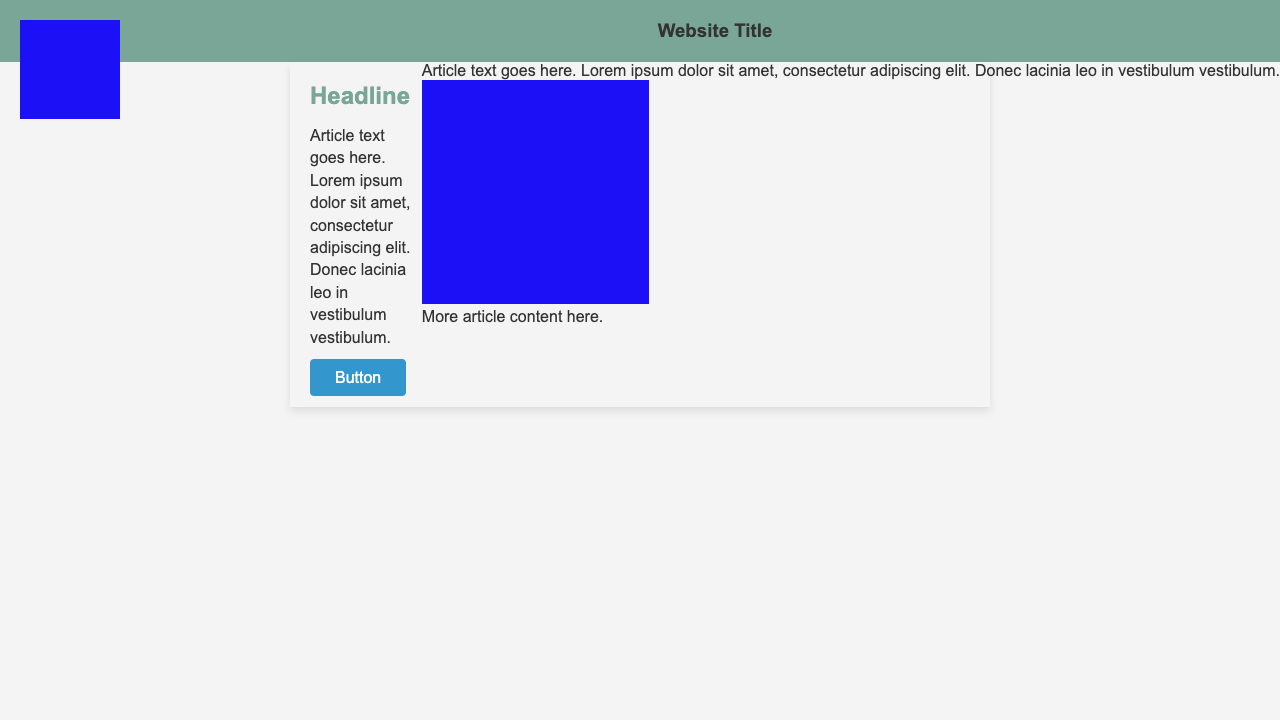 Website Title
Headline
Article text
goes here.
Lorem ipsum
dolor sit amet,
consectetur
adipiscing elit.
Donec lacinia
leo in
vestibulum
vestibulum.
Button
Article text goes here. Lorem ipsum dolor sit amet, consectetur adipiscing elit. Donec lacinia leo in vestibulum vestibulum.
More article content here.